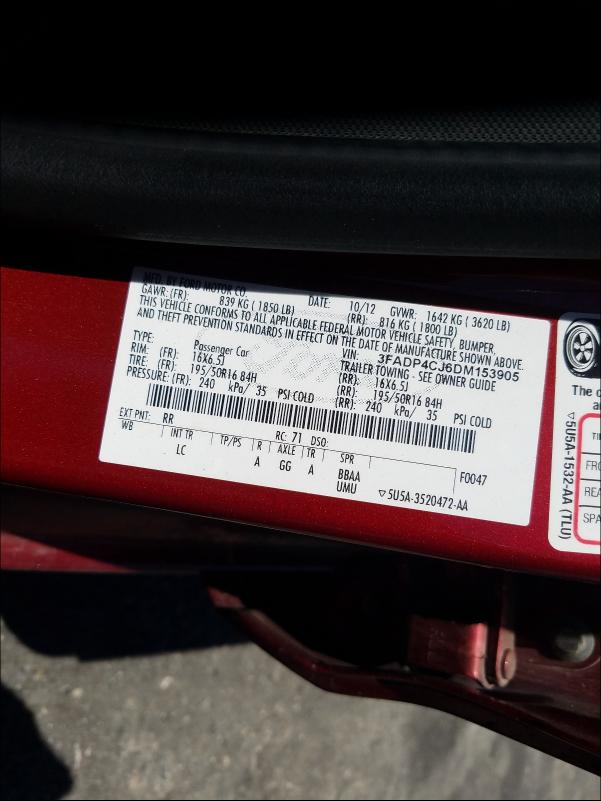 MFD. BY FORD MOTOR CO.
DATE: 10/12 GVWR: 1642 KG ( 3620 LB)
GAWR: (FR): 839 KG ( 1850 LB) (RR): 816 KG ( 1800 LB)
THIS VEHICLE CONFORMS TO ALL APPLICABLE FEDERAL MOTOR VEHICLE SAFETY, BUMPER,
AND THEFT PREVENTION STANDARDS IN EFFECT ON THE DATE OF MANUFACTURE SHOWN ABOVE.
VIN: 3FADP4CJ6DM153905
TYPE: Passenger Car TRAILER TOWING - SEE OWNER GUIDE
RIM: (FR): 16X6.5J (RR): 16X6.5J
TIRE: (FR): 195/50R16 84H (RR): 195/50R16 84H
PRESSURE: (FR): 240 kPa/ 35 PSI COLD (RR): 240 kPa/ 35 PSI COLD
EXT PNT: RR RC: 71 DSO: F0047
WB INT TR TP/PS R AXLE TR SPR
LC A GG A BBAA
UMU ▽5U5A-3520472-AA
The
▽5U5A-1532-AA (TLU)